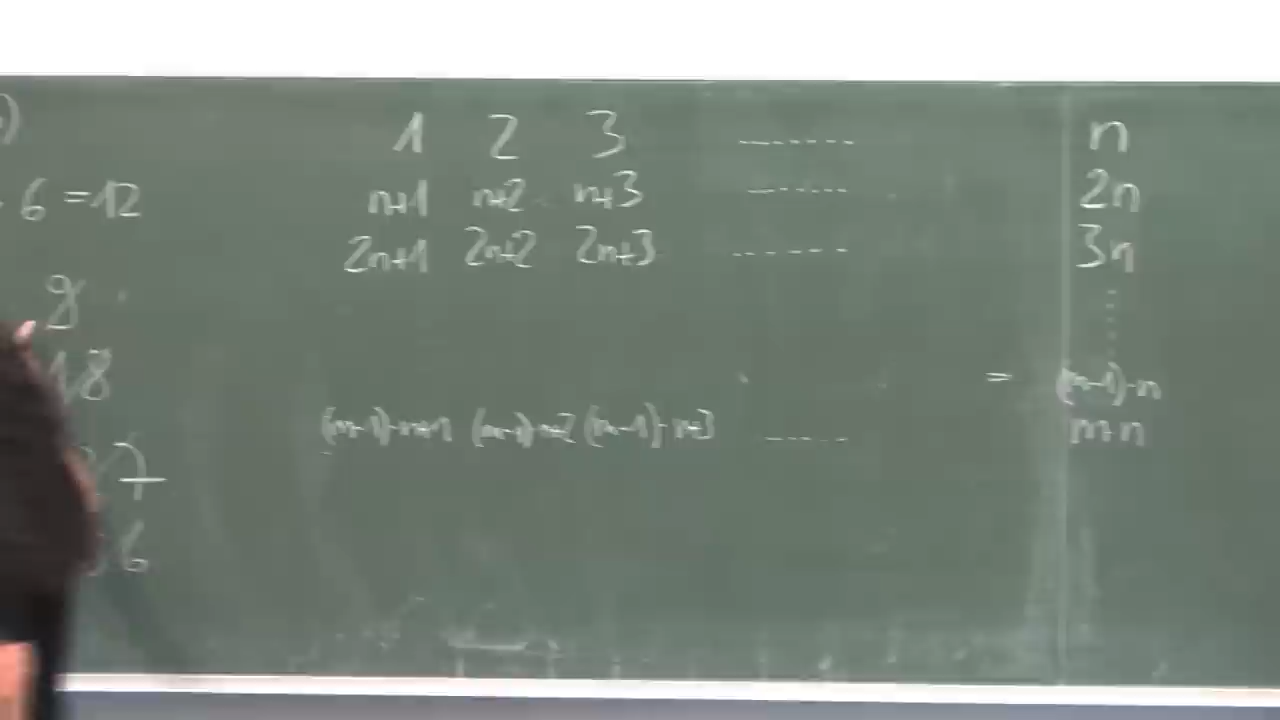 )
1 2 3 ........ n
6 = 12
n+1 n+2 n+3 ........ 2n
2n+1 2n+2 2n+3 ........ 3n
8
18
= (m-1)·n
(m-1)·n+1 (m-1)·n+2 (m-1)·n+3 ...... m·n
7
6